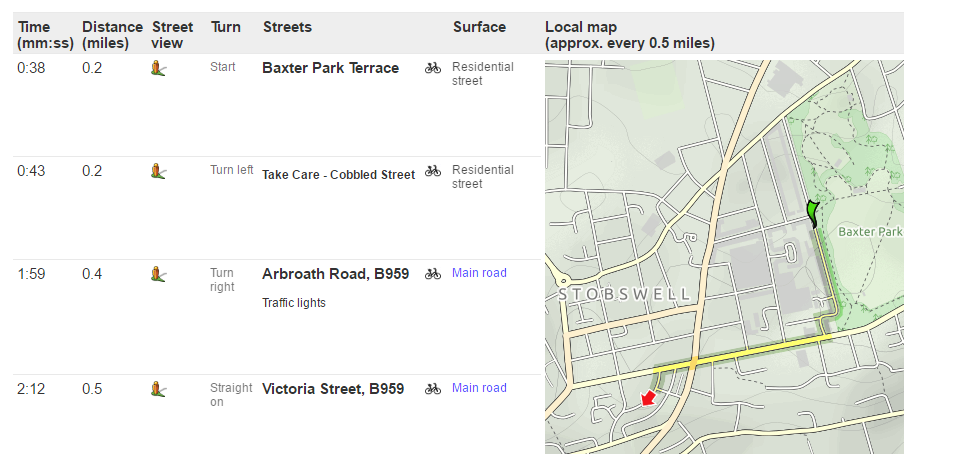 Time Distance Street Turn Streets Surface Local map
(mm:ss) (miles) view (approx. every 0.5 miles)
0:38 0.2 Start Baxter Park Terrace Residential
street
0:43 0.2 Turn left Take Care - Cobbled Street Residential
street
1:59 0.4 Turn Arbroath Road, B959 Main road
right
Traffic lights
2:12 0.5 Straight Victoria Street, B959 Main road
on
Baxter Park
STOBSWELL